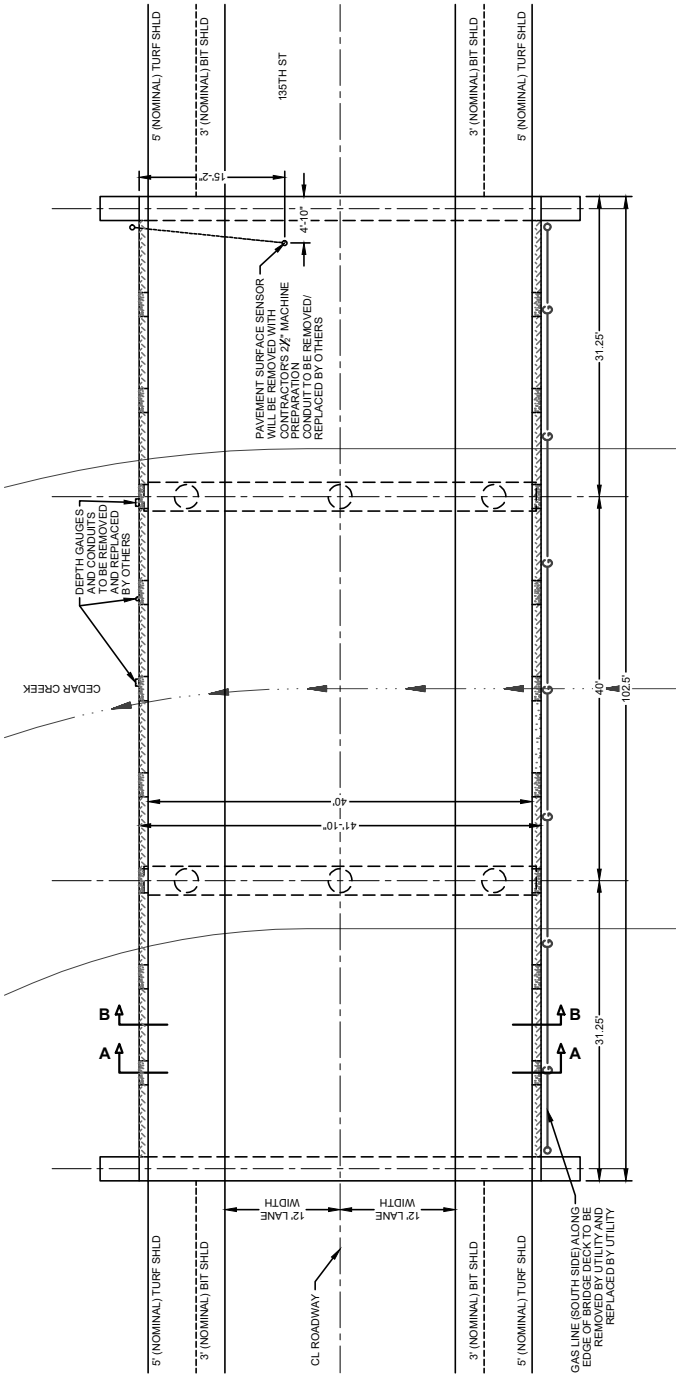 5' (NOMINAL) TURF SHLD
3' (NOMINAL) BIT SHLD
135TH ST
3' (NOMINAL) BIT SHLD
5' (NOMINAL) TURF SHLD
15'-2"
4'-10"
PAVEMENT SURFACE SENSOR
WILL BE REMOVED WITH
CONTRACTOR'S 2½" MACHINE
PREPARATION
CONDUIT TO BE REMOVED/
REPLACED BY OTHERS
DEPTH GAUGES
AND CONDUITS
TO BE REMOVED
AND REPLACED
BY OTHERS
CEDAR CREEK
31.25'
40'
102.5'
40'
41'-10"
31.25'
B
A
B
A
G
G
G
G
G
G
G
12' LANE
WIDTH
12' LANE
WIDTH
CL ROADWAY
5' (NOMINAL) TURF SHLD
3' (NOMINAL) BIT SHLD
3' (NOMINAL) BIT SHLD
5' (NOMINAL) TURF SHLD
GAS LINE (SOUTH SIDE) ALONG
EDGE OF BRIDGE DECK TO BE
REMOVED BY UTILITY AND
REPLACED BY UTILITY